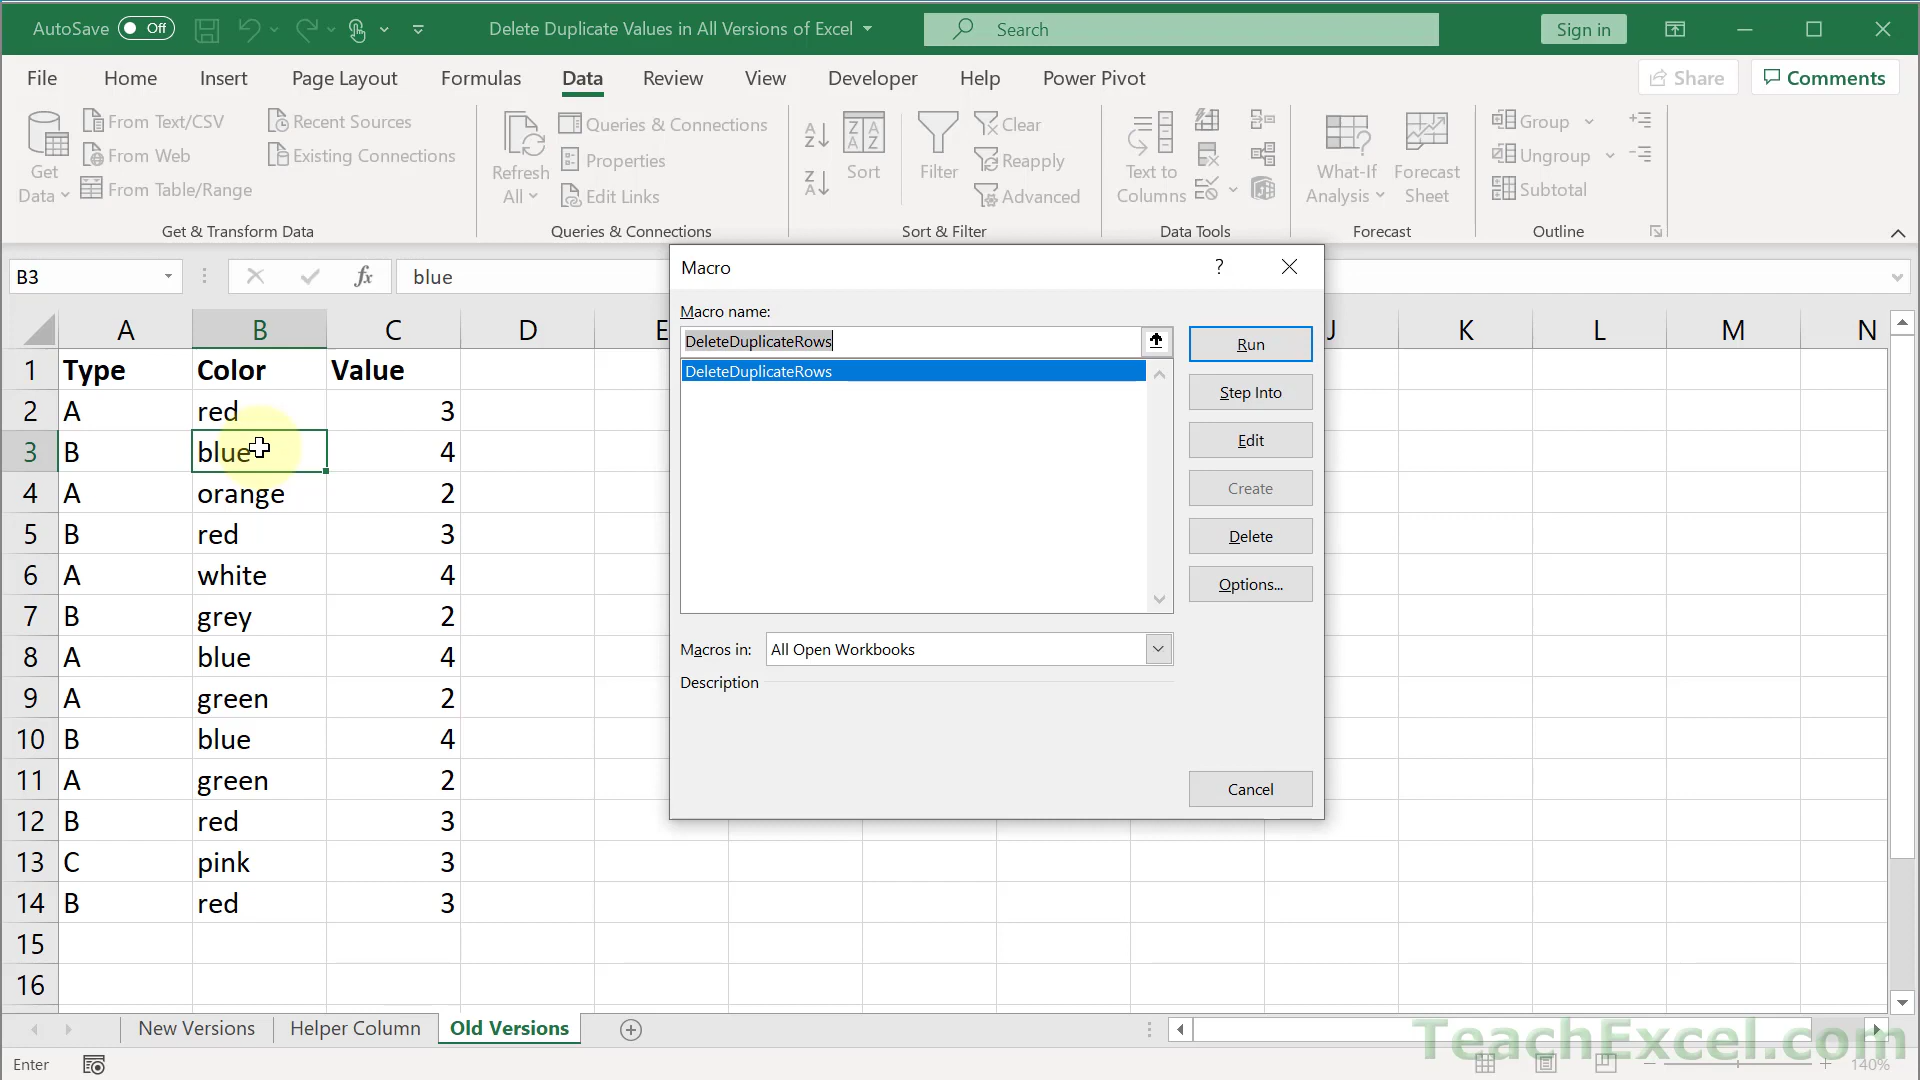 AutoSave Off Delete Duplicate Values in All Versions of Excel Search Sign in
File Home Insert Page Layout Formulas Data Review View Developer Help Power Pivot Share Comments
Get Data
From Text/CSV
From Web
From Table/Range
Recent Sources
Existing Connections
Get & Transform Data
Refresh All
Queries & Connections
Properties
Edit Links
Queries & Connections
Sort
Filter
Clear
Reapply
Advanced
Sort & Filter
Text to Columns
Data Tools
What-If Analysis
Forecast Sheet
Forecast
Group
Ungroup
Subtotal
Outline
B3 fx blue
A B C D E J K L M N
1 Type Color Value
2 A red 3
3 B blue 4
4 A orange 2
5 B red 3
6 A white 4
7 B grey 2
8 A blue 4
9 A green 2
10 B blue 4
11 A green 2
12 B red 3
13 C pink 3
14 B red 3
15
16
Macro ?
Macro name:
DeleteDuplicateRows
DeleteDuplicateRows
Run
Step Into
Edit
Create
Delete
Options...
Macros in: All Open Workbooks
Description
Cancel
New Versions Helper Column Old Versions
TeachExcel.com
Enter 140%